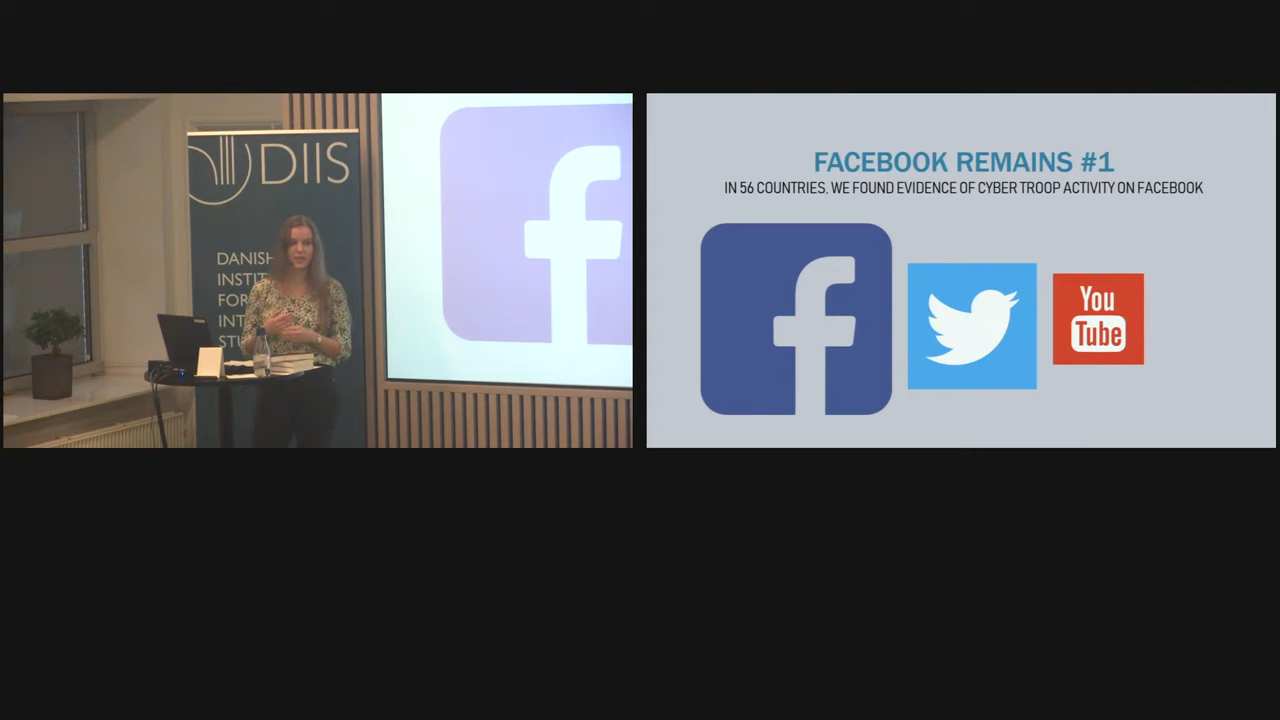 DIIS
DANISH
INSTIT
FOR
INT
STU
FACEBOOK REMAINS #1
IN 56 COUNTRIES, WE FOUND EVIDENCE OF CYBER TROOP ACTIVITY ON FACEBOOK
f
f
You
Tube